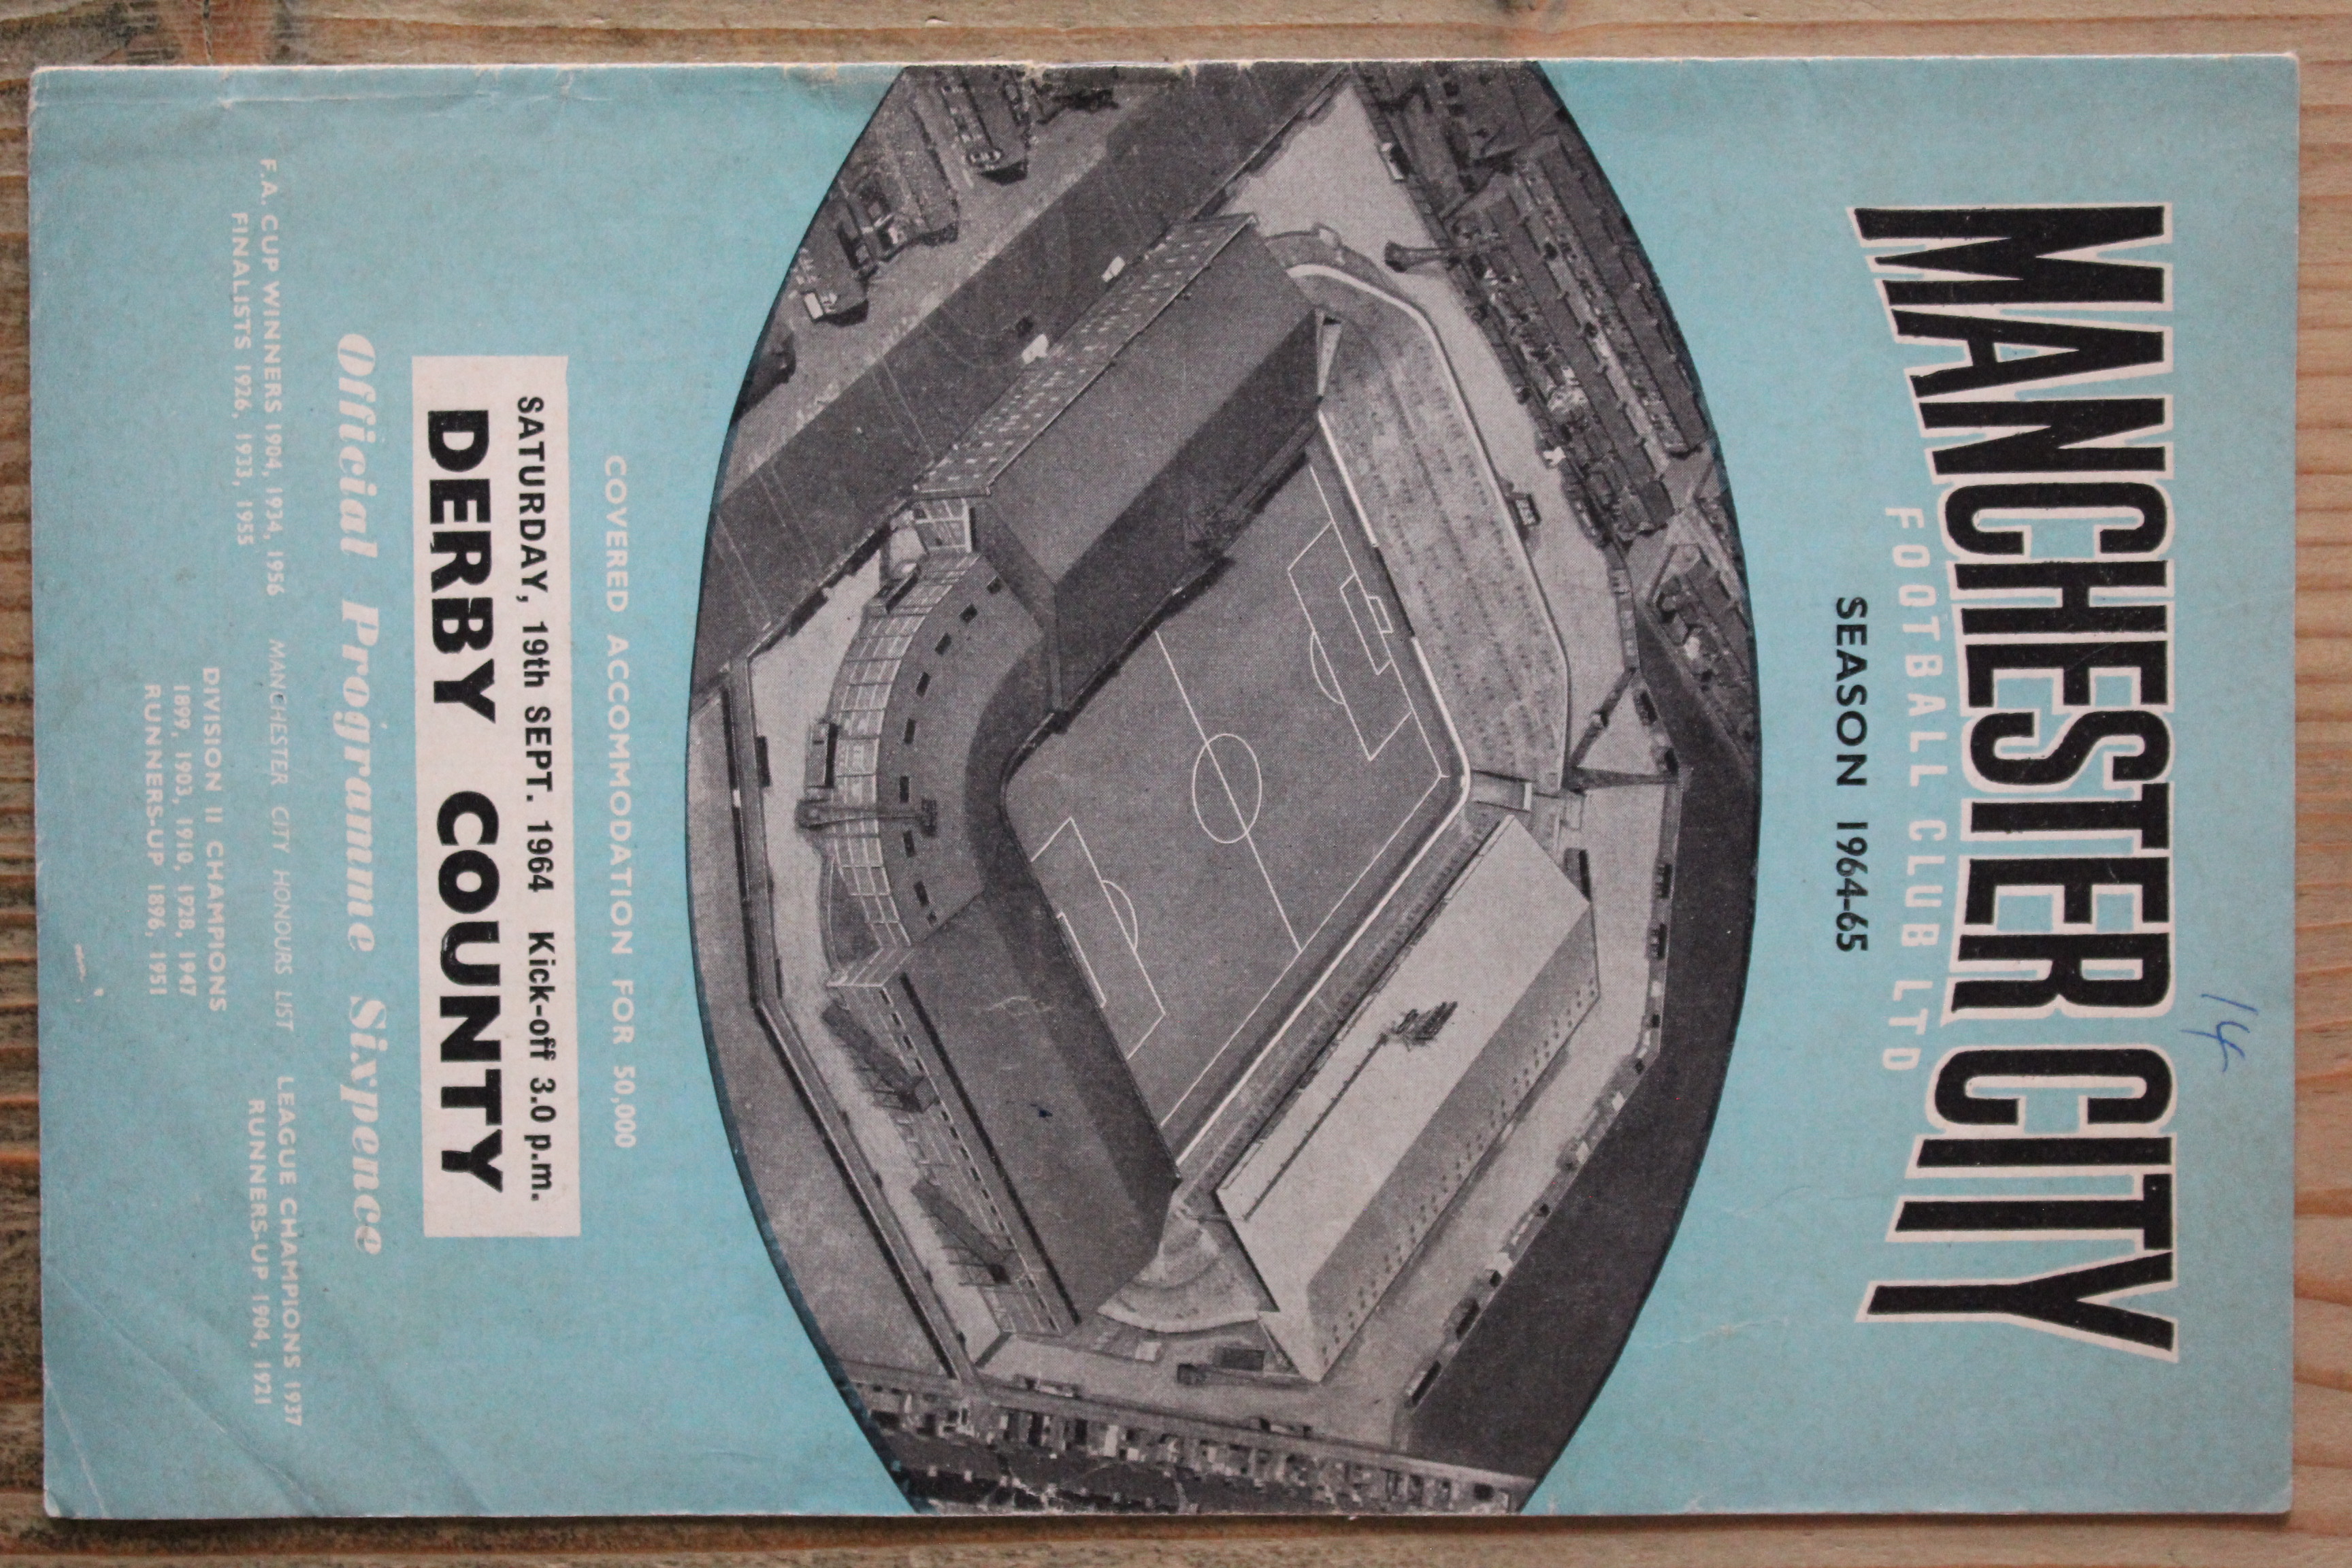 14
MANCHESTER CITY
FOOTBALL CLUB LTD
SEASON 1964-65
COVERED ACCOMMODATION FOR 50,000
SATURDAY, 19th SEPT. 1964 Kick-off 3.0 p.m.
DERBY COUNTY
Official Programme Sixpence
MANCHESTER CITY HONOURS LIST
F.A. CUP WINNERS 1904, 1934, 1956
FINALISTS 1926, 1933, 1955
LEAGUE CHAMPIONS 1937
RUNNERS-UP 1904, 1921
DIVISION II CHAMPIONS
1899, 1903, 1910, 1928, 1947
RUNNERS-UP 1896, 1951